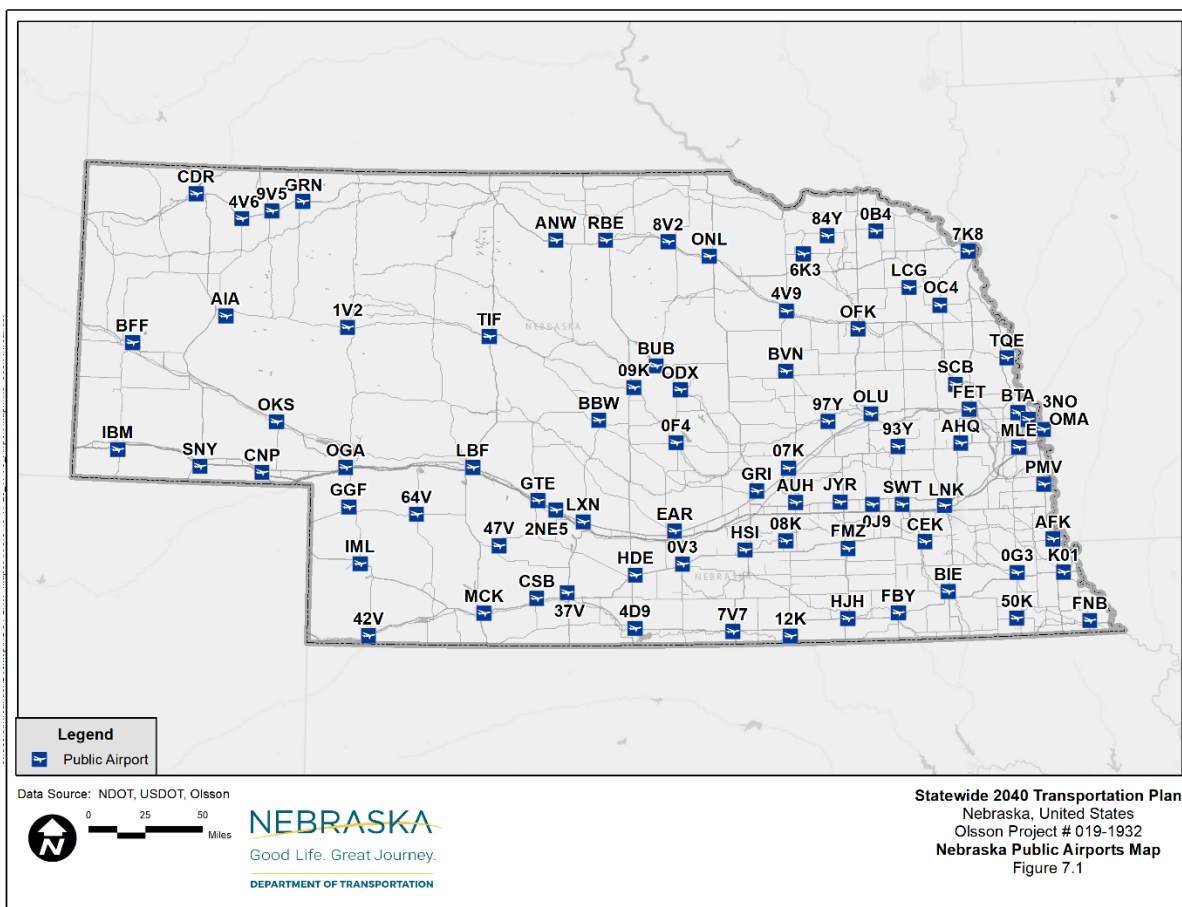 CDR
4V6
9V5
GRN
ANW
RBE
8V2
ONL
84Y
0B4
6K3
7K8
LCG
OC4
AIA
1V2
TIF
NEBRASKA
4V9
OFK
BFF
BUB
09K
ODX
BVN
TQE
SCB
FET
BTA
3NO
OMA
OKS
BBW
0F4
97Y
OLU
93Y
AHQ
MLE
IBM
SNY
CNP
OGA
LBF
07K
GRI
AUH
JYR
SWT
LNK
PMV
GGF
64V
GTE
LXN
2NE5
EAR
0J9
47V
HSI
08K
FMZ
CEK
AFK
IML
HDE
0V3
NEBRASKA
0G3
K01
MCK
CSB
37V
BIE
42V
4D9
7V7
12K
HJH
FBY
50K
FNB
Legend
Public Airport
Data Source: NDOT, USDOT, Olsson
N
0 25 50
Miles
NEBRASKA
Good Life. Great Journey.
DEPARTMENT OF TRANSPORTATION
Statewide 2040 Transportation Plan
Nebraska, United States
Olsson Project # 019-1932
Nebraska Public Airports Map
Figure 7.1